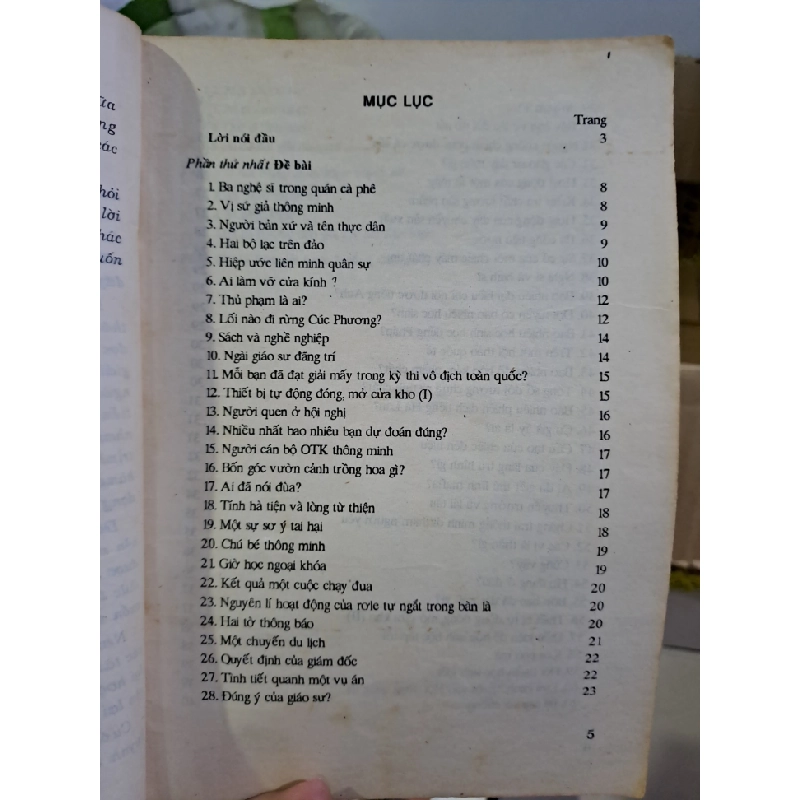 ữa
ng
ác
hỏi
lời
hác
uốn
MỤC LỤC
Trang
Lời nói đầu 3
Phần thứ nhất Đề bài
1. Ba nghệ sĩ trong quán cà phê 8
2. Vị sứ giả thông minh 8
3. Người bản xứ và tên thực dân 9
4. Hai bộ lạc trên đảo 9
5. Hiệp ước liên minh quân sự 10
6. Ai làm vỡ cửa kính ? 10
7. Thủ phạm là ai? 12
8. Lối nào đi rừng Cúc Phương? 12
9. Sách và nghề nghiệp 14
10. Ngài giáo sư đãng trí 14
11. Mỗi bạn đã đạt giải mấy trong kỳ thi vô địch toàn quốc? 15
12. Thiết bị tự động đóng, mở cửa kho (I) 15
13. Người quen ở hội nghị 16
14. Nhiều nhất bao nhiêu bạn dự đoán đúng? 16
15. Người cán bộ OTK thông minh 17
16. Bốn góc vườn cảnh trồng hoa gì? 17
17. Ai đã nói đùa? 17
18. Tính hà tiện và lòng từ thiện 18
19. Một sự sơ ý tai hại 18
20. Chú bé thông minh 19
21. Giờ học ngoại khóa 19
22. Kết quả một cuộc chạy đua 20
23. Nguyên lí hoạt động của rơle tự ngắt trong bàn là 20
24. Hai tờ thông báo 20
25. Một chuyến du lịch 21
26. Quyết định của giám đốc 22
27. Tình tiết quanh một vụ án 22
28. Đúng ý của giáo sư? 23
5